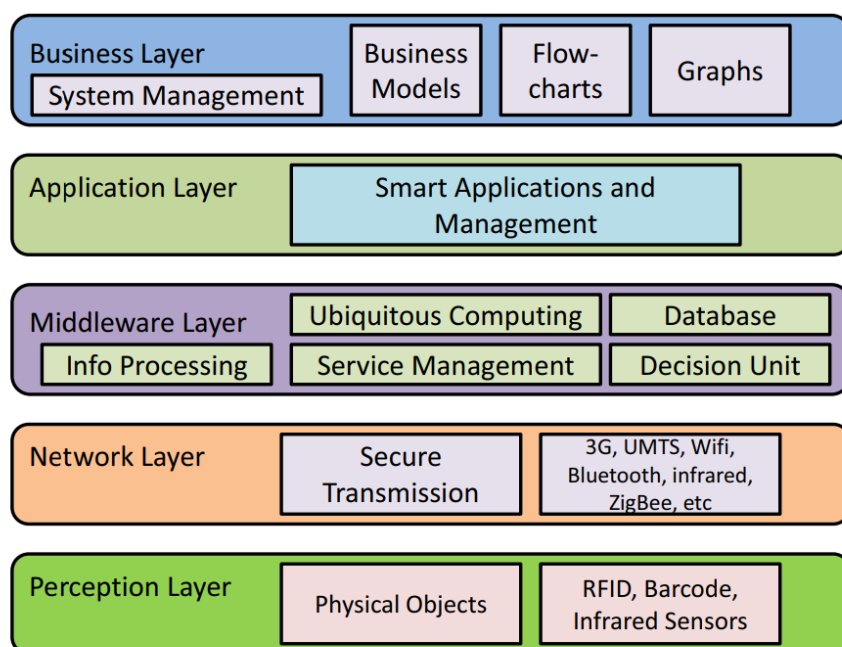 Business Layer
System Management
Business
Models
Flow-
charts
Graphs
Application Layer
Smart Applications and
Management
Middleware Layer
Ubiquitous Computing
Database
Info Processing
Service Management
Decision Unit
Network Layer
Secure
Transmission
3G, UMTS, Wifi,
Bluetooth, infrared,
ZigBee, etc
Perception Layer
Physical Objects
RFID, Barcode,
Infrared Sensors